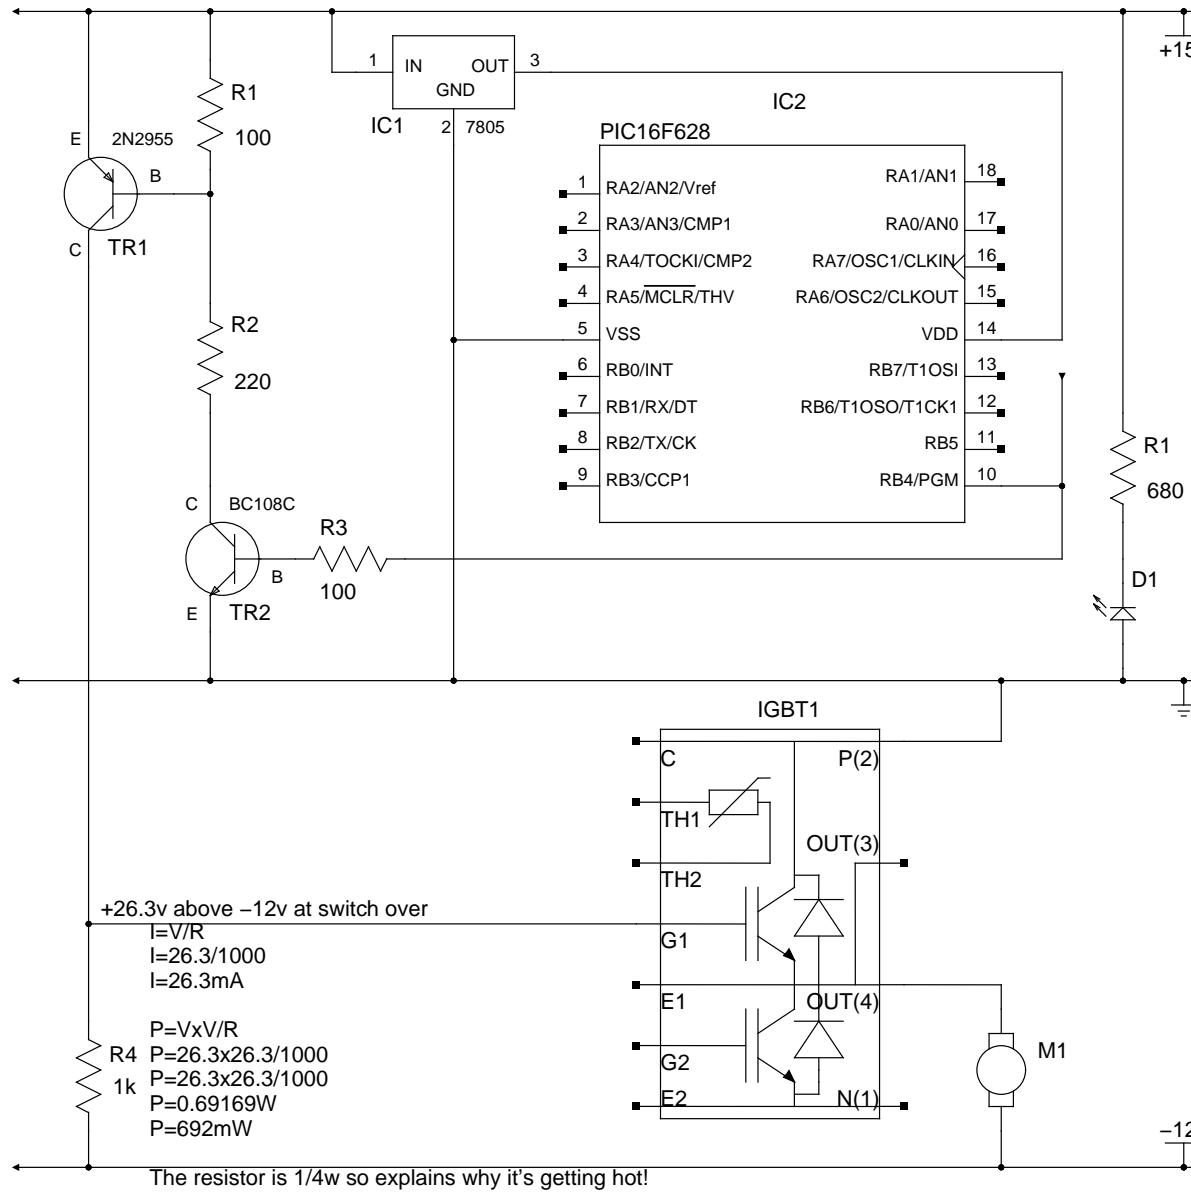 +15
1
IN
OUT
3
GND
IC1
2
7805
R1
100
E
2N2955
B
C
TR1
IC2
PIC16F628
1
RA2/AN2/Vref
RA1/AN1
18
2
RA3/AN3/CMP1
RA0/AN0
17
3
RA4/TOCKI/CMP2
RA7/OSC1/CLKIN
16
4
RA5/MCLR/THV
RA6/OSC2/CLKOUT
15
5
VSS
VDD
14
6
RB0/INT
RB7/T1OSI
13
7
RB1/RX/DT
RB6/T1OSO/T1CK1
12
8
RB2/TX/CK
RB5
11
9
RB3/CCP1
RB4/PGM
10
R2
220
R1
680
C
BC108C
R3
100
B
E
TR2
D1
IGBT1
C
P(2)
TH1
OUT(3)
TH2
G1
E1
OUT(4)
G2
E2
N(1)
M1
+26.3v above –12v at switch over
I=V/R
I=26.3/1000
I=26.3mA
P=VxV/R
P=26.3x26.3/1000
P=26.3x26.3/1000
P=0.69169W
P=692mW
R4
1k
–12
The resistor is 1/4w so explains why it's getting hot!